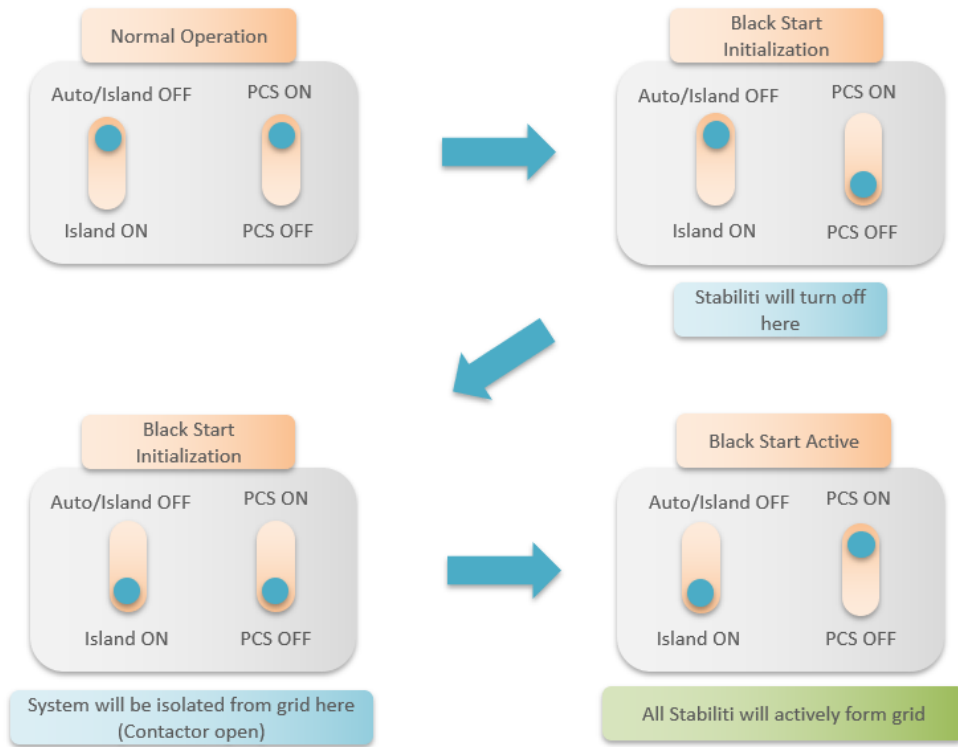 Normal Operation
Auto/Island OFF
PCS ON
Island ON
PCS OFF
Black Start
Initialization
Auto/Island OFF
PCS ON
Island ON
PCS OFF
Stabiliti will turn off
here
Black Start
Initialization
Auto/Island OFF
PCS ON
Island ON
PCS OFF
System will be isolated from grid here
(Contactor open)
Black Start Active
Auto/Island OFF
PCS ON
Island ON
PCS OFF
All Stabiliti will actively form grid